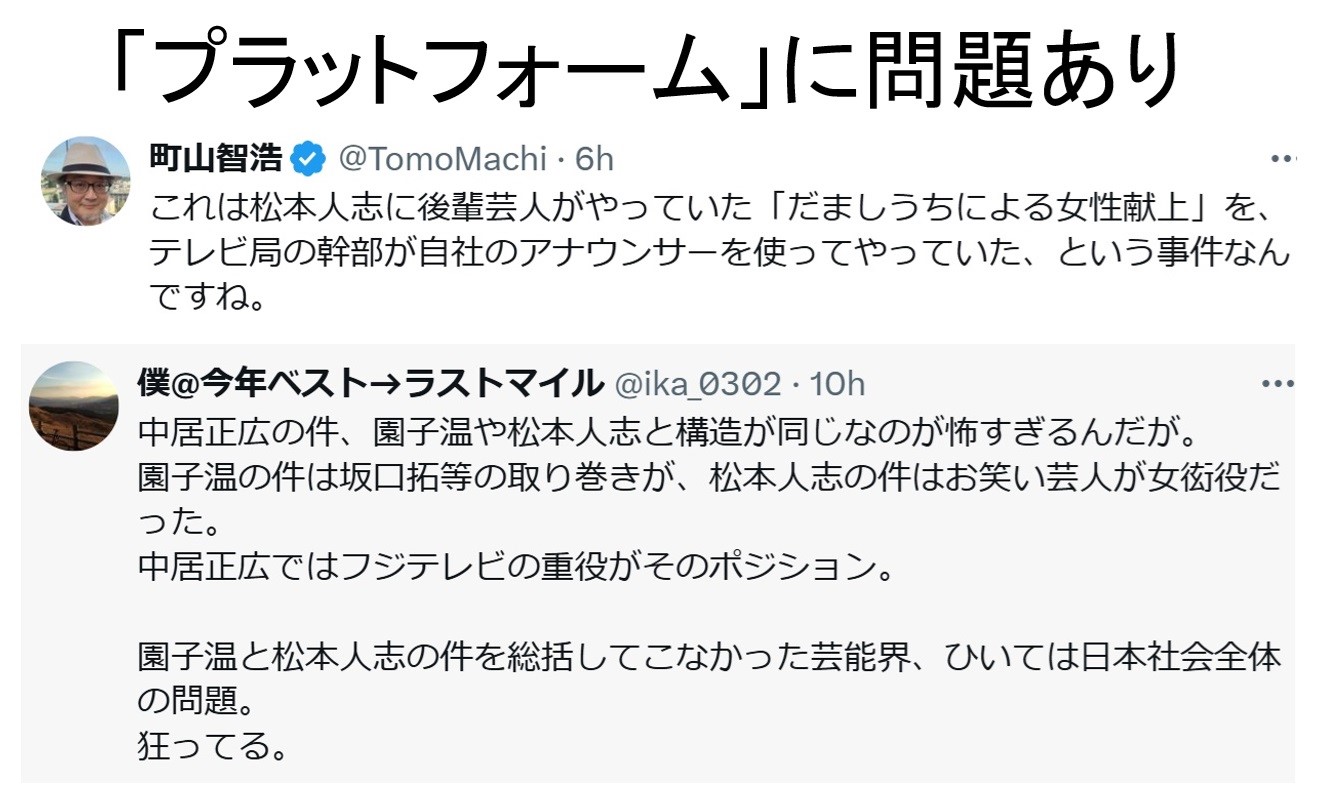 「プラットフォーム」に問題あり
町山智浩 @TomoMachi · 6h
これは松本人志に後輩芸人がやっていた「だましうちによる女性献上」を、
テレビ局の幹部が自社のアナウンサーを使ってやっていた、という事件なん
ですね。
僕@今年ベスト→ラストマイル @ika_0302 · 10h
中居正広の件、園子温や松本人志と構造が同じなのが怖すぎるんだが。
園子温の件は坂口拓等の取り巻きが、松本人志の件はお笑い芸人が女衒役だ
った。
中居正広ではフジテレビの重役がそのポジション。
園子温と松本人志の件を総括してこなかった芸能界、ひいては日本社会全体
の問題。
狂ってる。